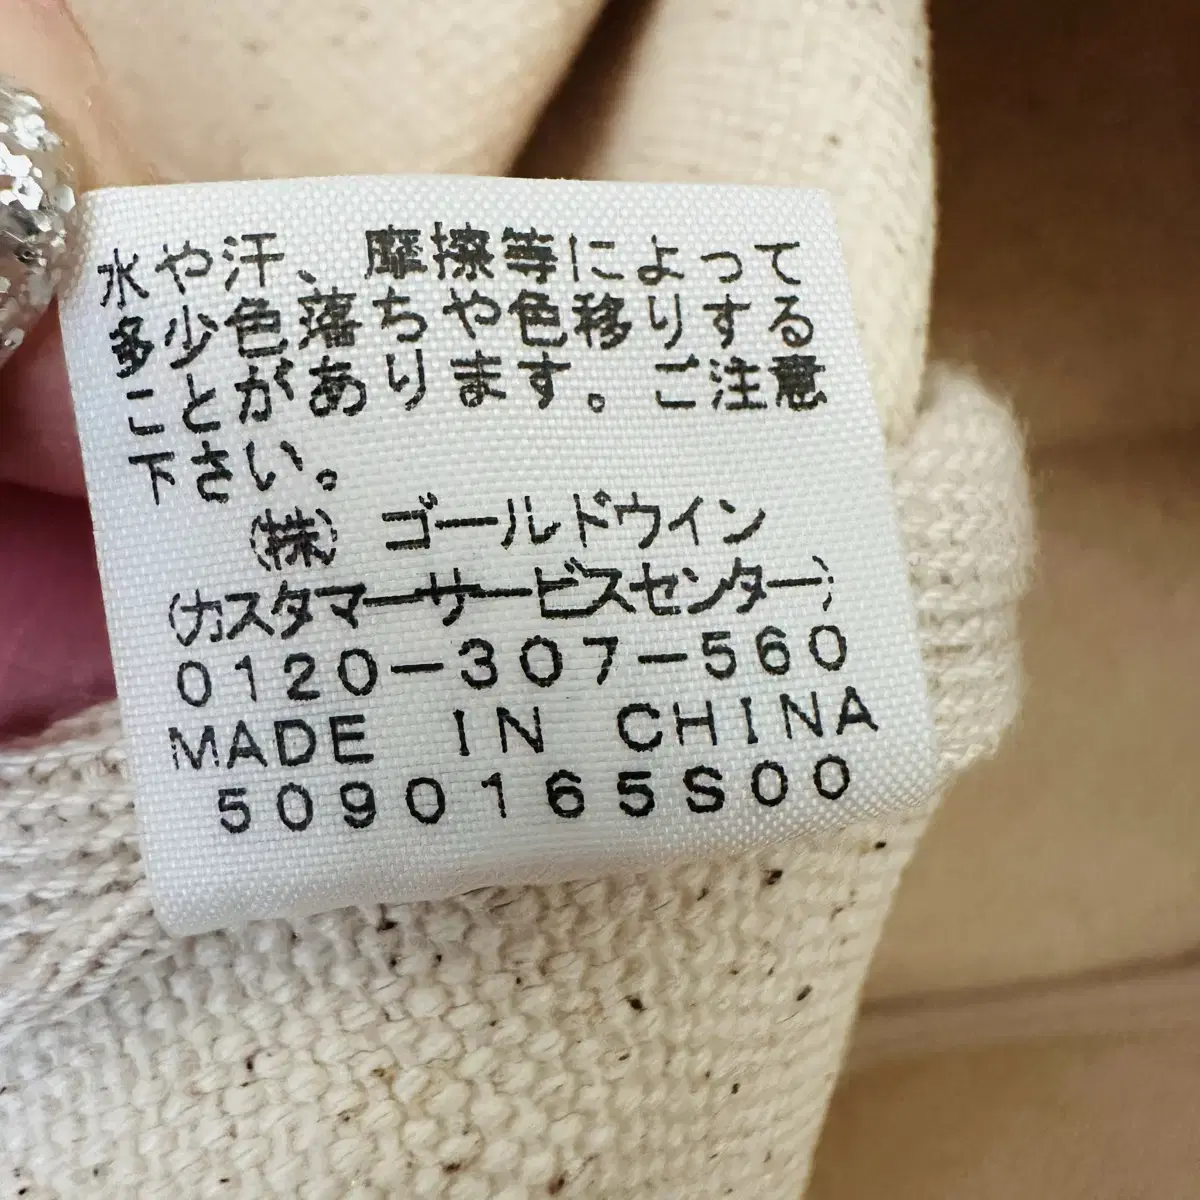 水や汗、摩擦等によって
多少色落ちや色移りする
ことがあります。ご注意
下さい。
(株) ゴールドウイン
(カスタマーサービスセンター)
0120-307-560
MADE IN CHINA
5090165S00